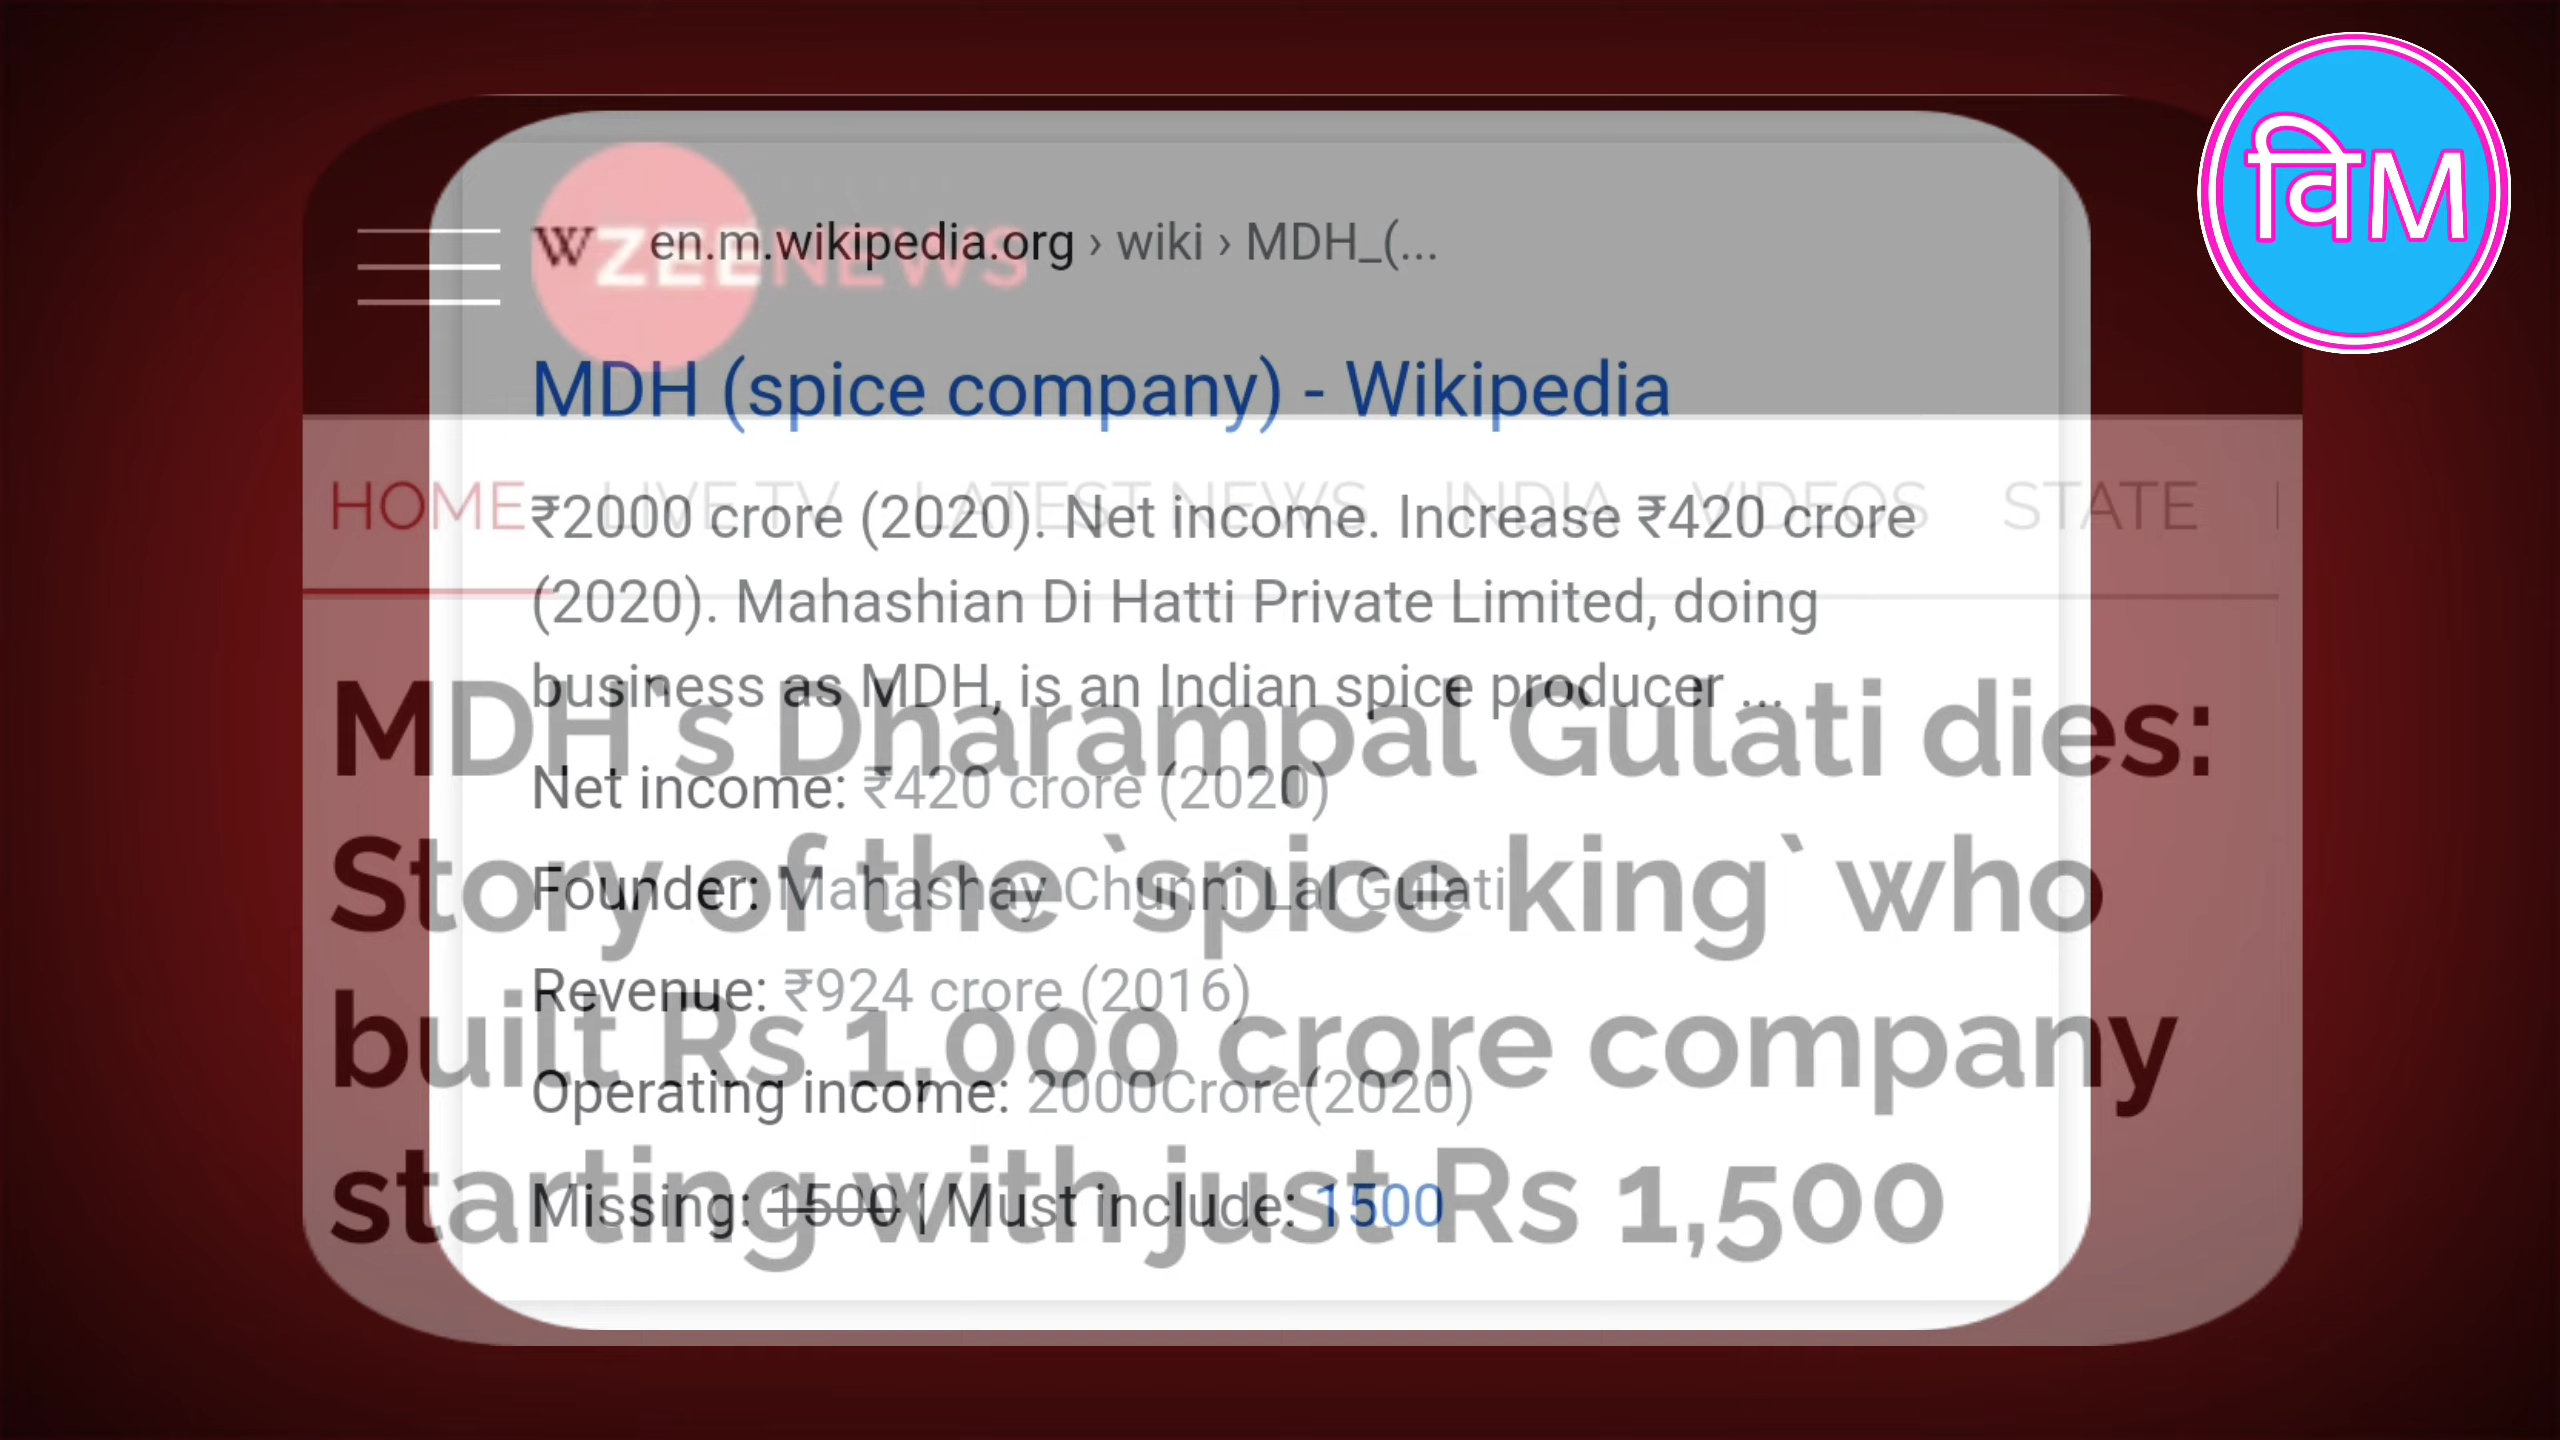 विM
W en.m.wikipedia.org › wiki › MDH_(...
ZEENEWS
MDH (spice company) - Wikipedia
HOME LIVE TV LATEST NEWS INDIA VIDEOS STATE
₹2000 crore (2020). Net income. Increase ₹420 crore
(2020). Mahashian Di Hatti Private Limited, doing
business as MDH, is an Indian spice producer ...
Net income: ₹420 crore (2020)
Founder: Mahashay Chunni Lal Gulati
Revenue: ₹924 crore (2016)
Operating income: 2000Crore(2020)
Missing: 1500 | Must include: 1500
MDH`s Dharampal Gulati dies:
Story of the `spice king` who
built Rs 1,000 crore company
starting with just Rs 1,500